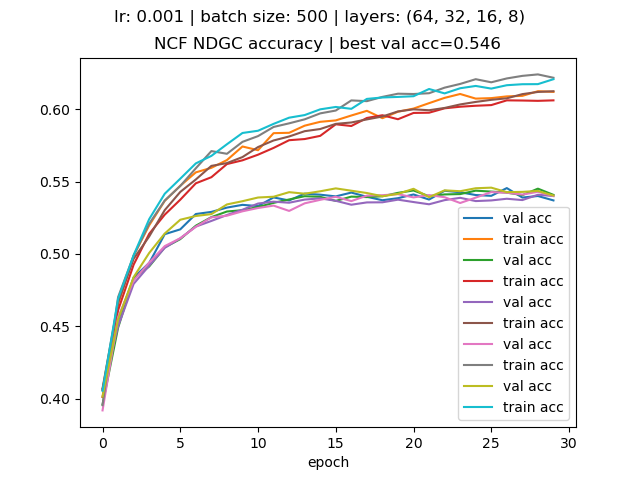 lr: 0.001 | batch size: 500 | layers: (64, 32, 16, 8)
NCF NDGC accuracy | best val acc=0.546
0.60
0.55
0.50
0.45
0.40
val acc
train acc
val acc
train acc
val acc
train acc
val acc
train acc
val acc
train acc
0 5 10 15 20 25 30
epoch